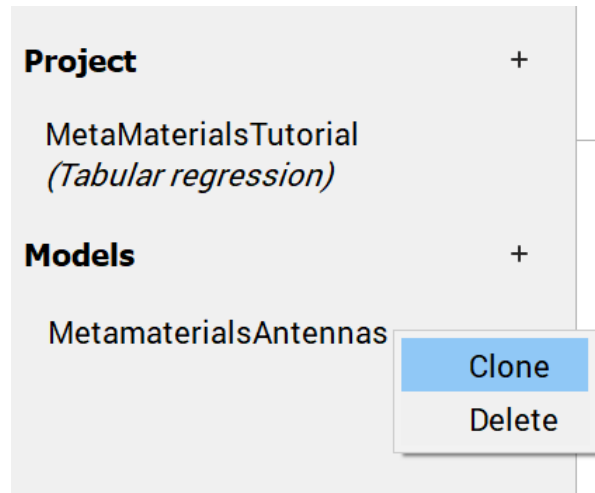 Project +
MetaMaterialsTutorial
(Tabular regression)
Models +
MetamaterialsAntennas
Clone
Delete